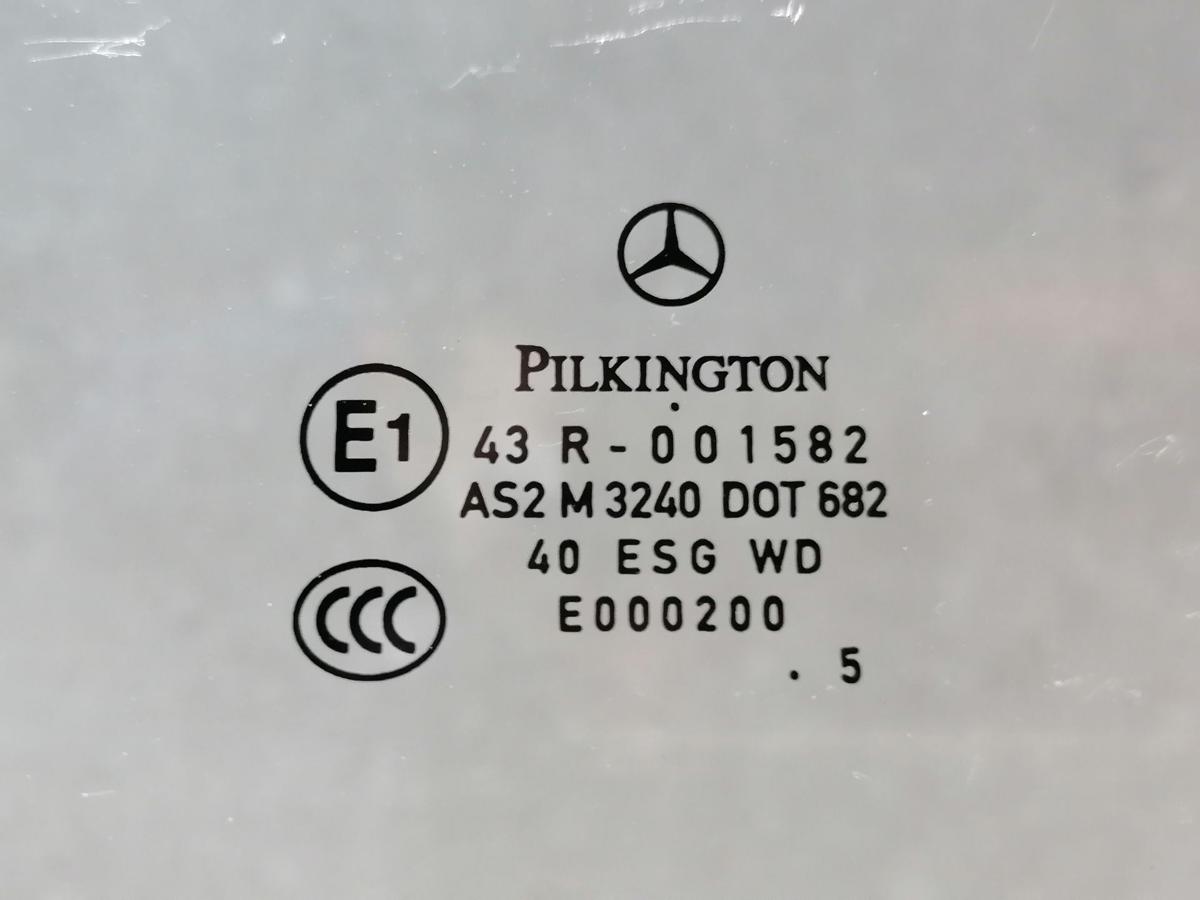 PILKINGTON
E1
43 R - 001582
AS2 M 3240 DOT 682
40 ESG WD
CCC
E000200
. 5